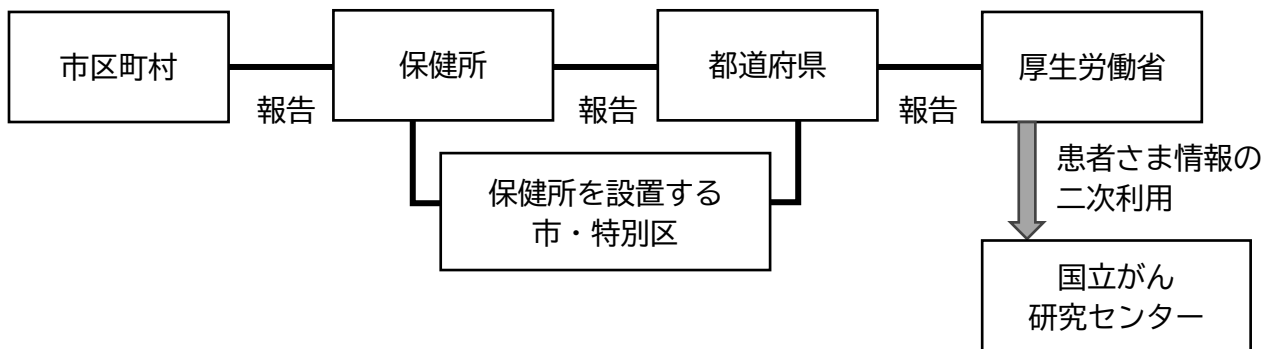 市区町村
保健所
都道府県
厚生労働省
報告
報告
報告
保健所を設置する
市・特別区
患者さま情報の
二次利用
国立がん
研究センター